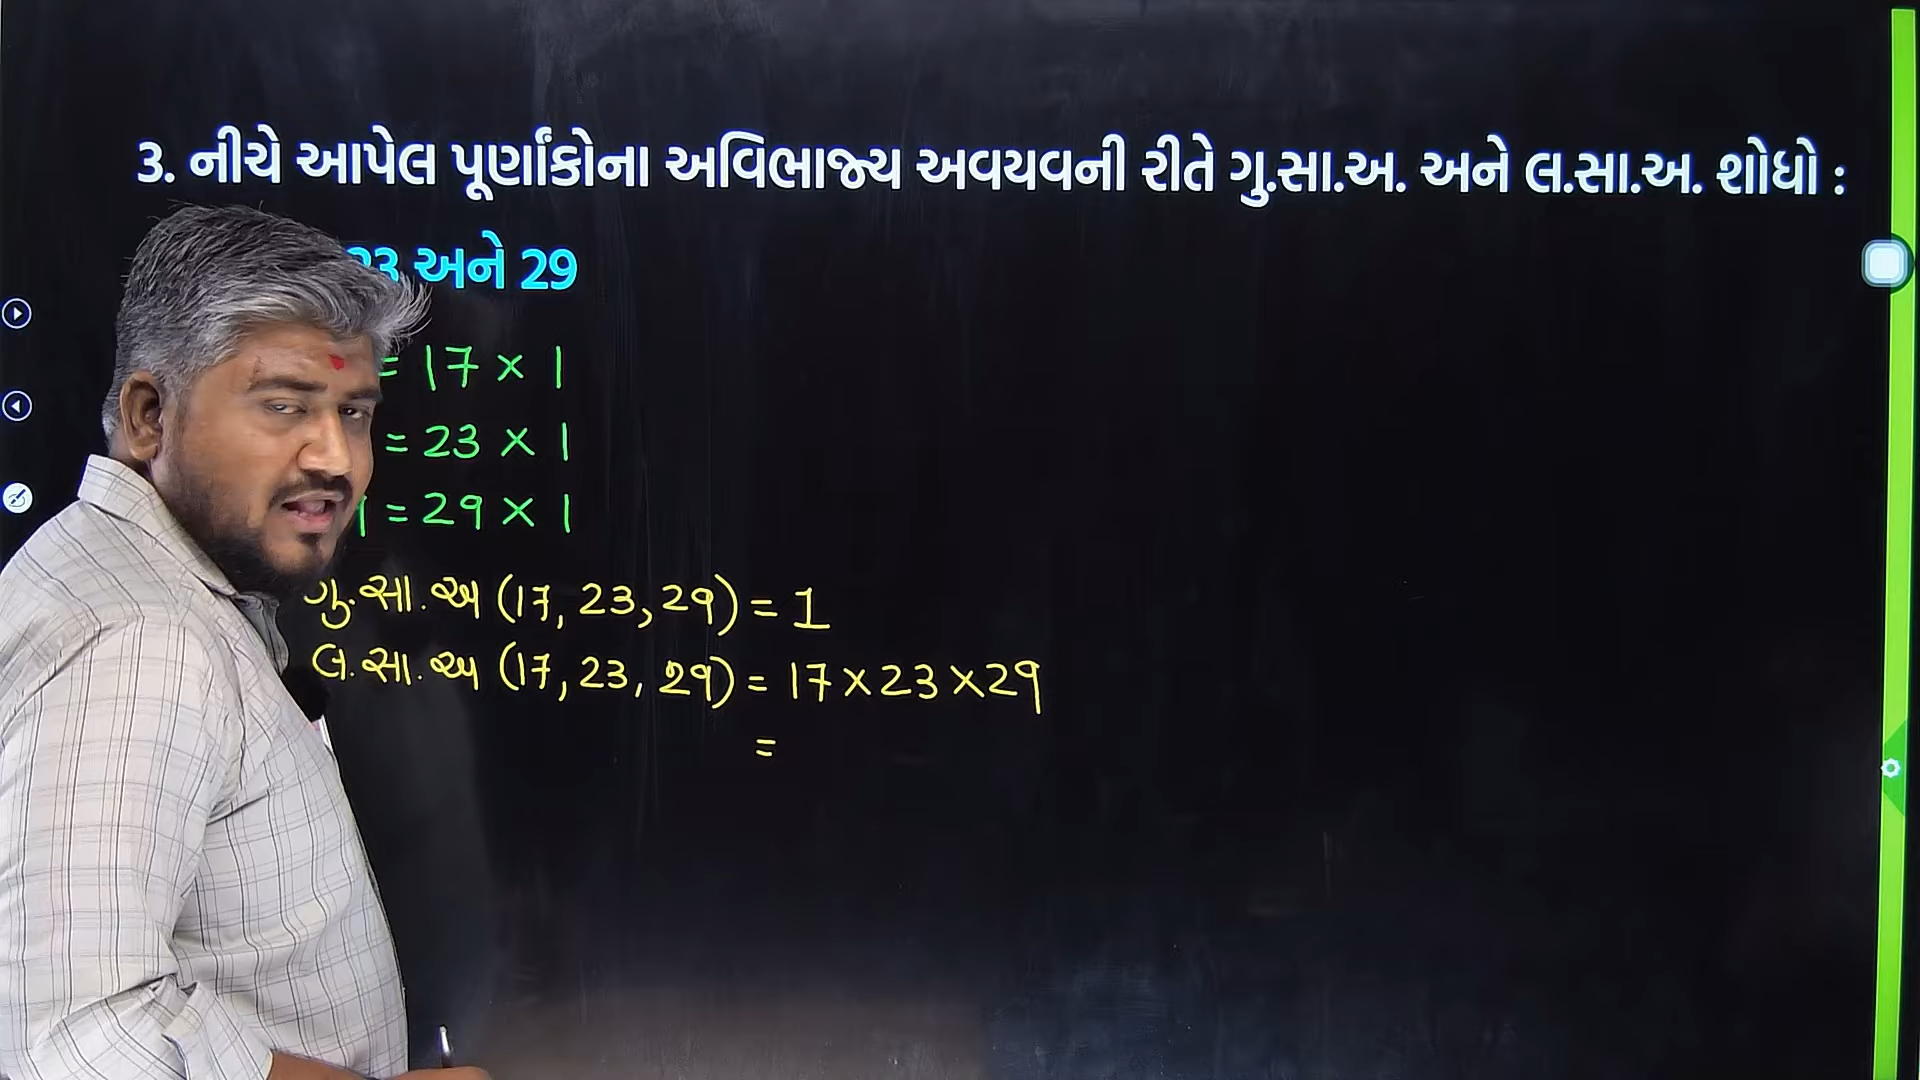 3. નીચે આપેલ પૂર્ણાંકોના અવિભાજ્ય અવયવની રીતે ગુ.સા.અ. અને લ.સા.અ. શોધો :
23 અને 29
= 17 × 1
= 23 × 1
= 29 × 1
ગુ.સા.અ (17, 23, 29) = 1
લ.સા.અ (17, 23, 29) = 17 × 23 × 29
=